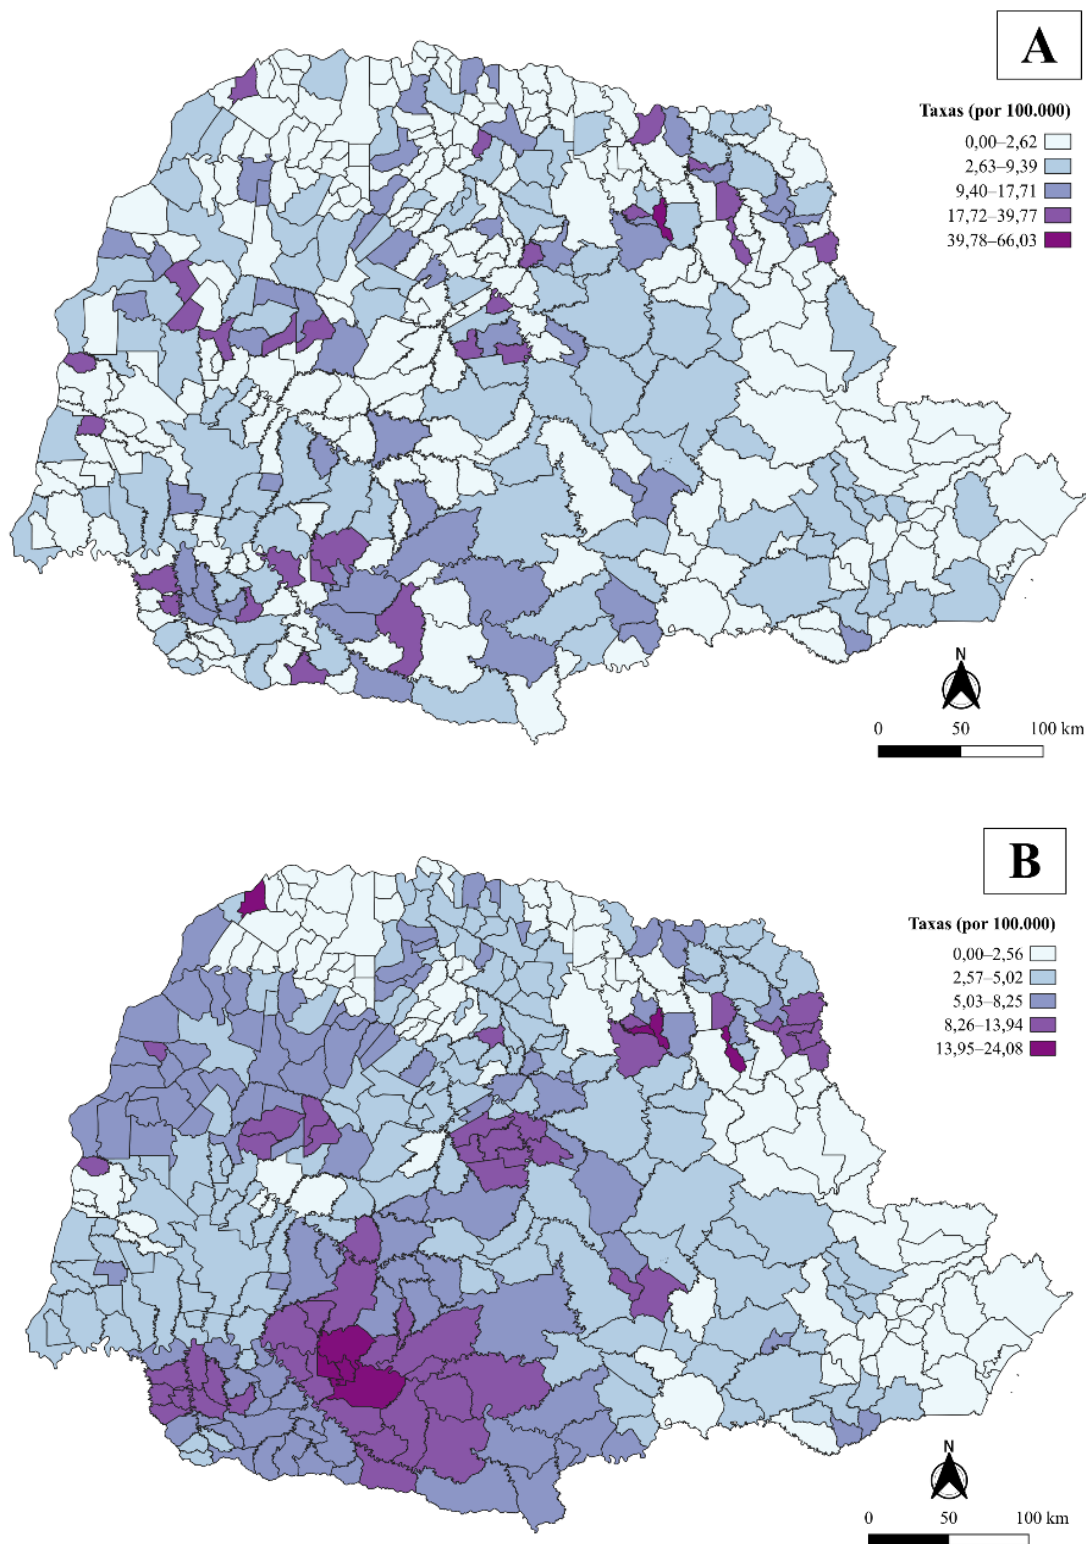 A
Taxas (por 100.000)
0,00–2,62
2,63–9,39
9,40–17,71
17,72–39,77
39,78–66,03
N
0 50 100 km
B
Taxas (por 100.000)
0,00–2,56
2,57–5,02
5,03–8,25
8,26–13,94
13,95–24,08
N
0 50 100 km